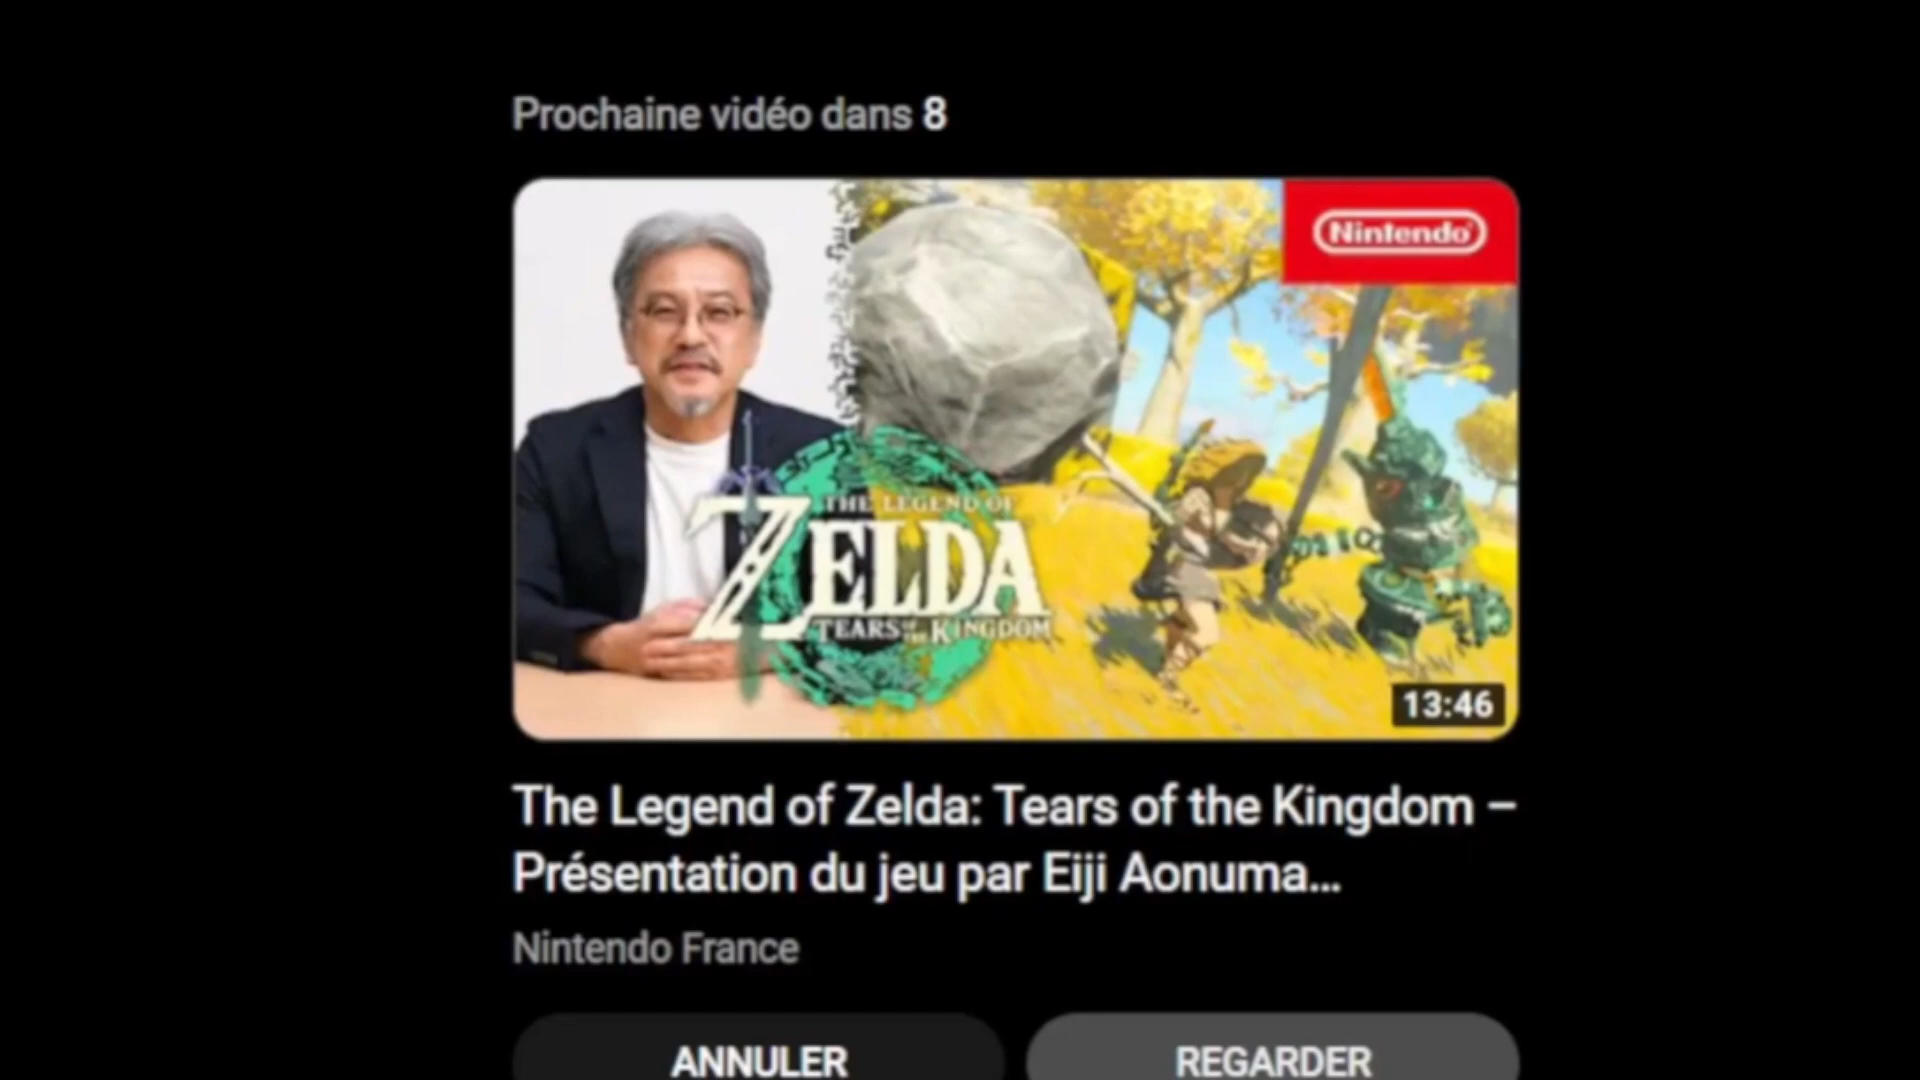 Prochaine vidéo dans 8
Nintendo
THE LEGEND OF
ZELDA
TEARS OF THE KINGDOM
13:46
The Legend of Zelda: Tears of the Kingdom –
Présentation du jeu par Eiji Aonuma...
Nintendo France
ANNULER
REGARDER